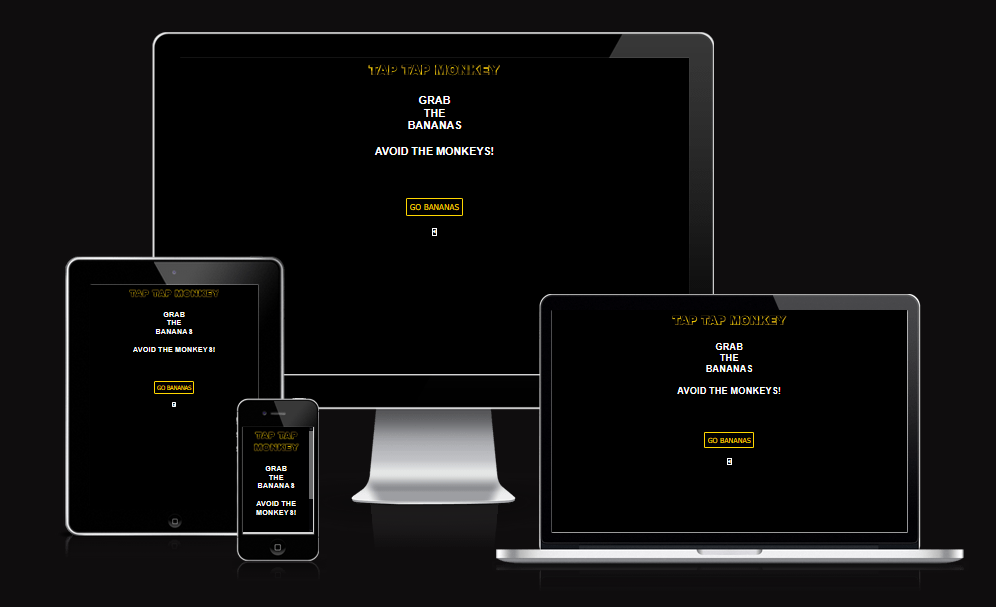 TAP TAP MONKEY
GRAB
THE
BANANAS
AVOID THE MONKEYS!
GO BANANAS
TAP TAP MONKEY
GRAB
THE
BANANAS
AVOID THE MONKEYS!
GO BANANAS
TAP TAP
MONKEY
GRAB
THE
BANANAS
AVOID THE
MONKEYS!
TAP TAP MONKEY
GRAB
THE
BANANAS
AVOID THE MONKEYS!
GO BANANAS